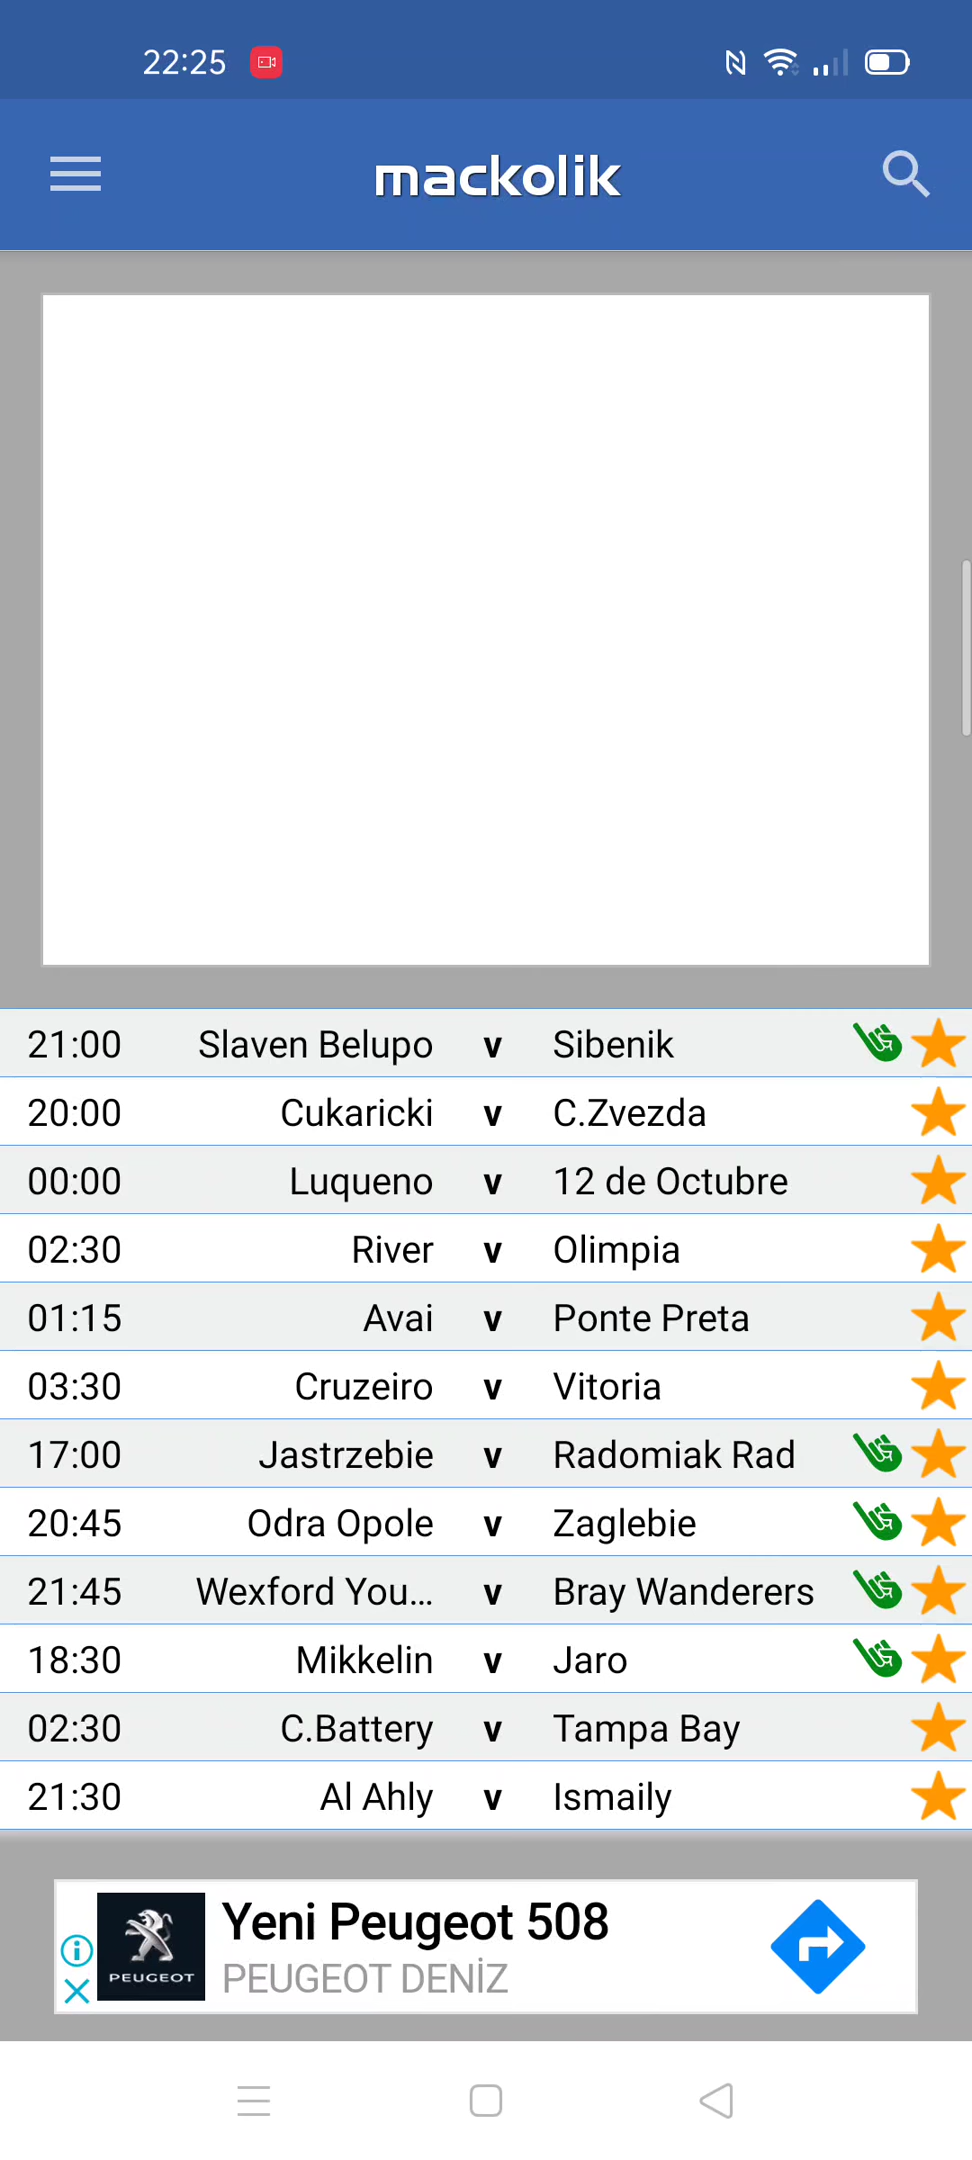 22:25
mackolik
21:00 Slaven Belupo v Sibenik
20:00 Cukaricki v C.Zvezda
00:00 Luqueno v 12 de Octubre
02:30 River v Olimpia
01:15 Avai v Ponte Preta
03:30 Cruzeiro v Vitoria
17:00 Jastrzebie v Radomiak Rad
20:45 Odra Opole v Zaglebie
21:45 Wexford You... v Bray Wanderers
18:30 Mikkelin v Jaro
02:30 C.Battery v Tampa Bay
21:30 Al Ahly v Ismaily
Yeni Peugeot 508
PEUGEOT
PEUGEOT DENİZ